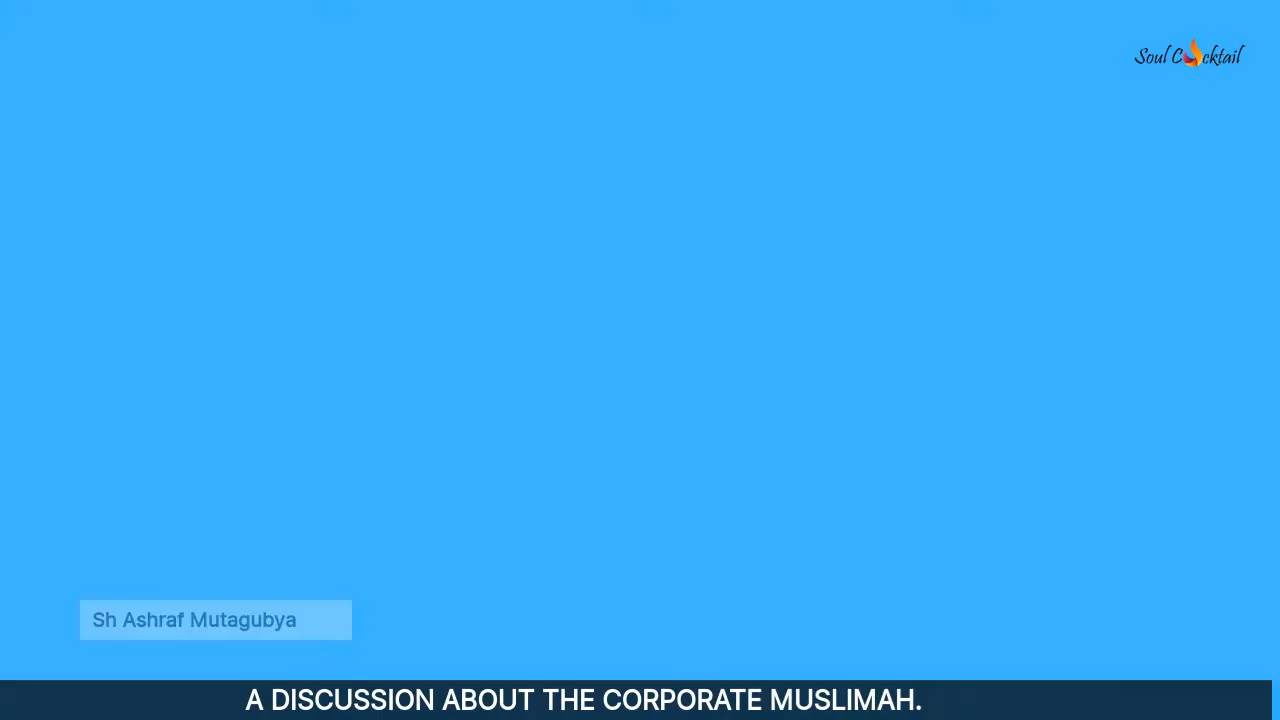 Soul Cocktail
Sh Ashraf Mutagubya
A DISCUSSION ABOUT THE CORPORATE MUSLIMAH.